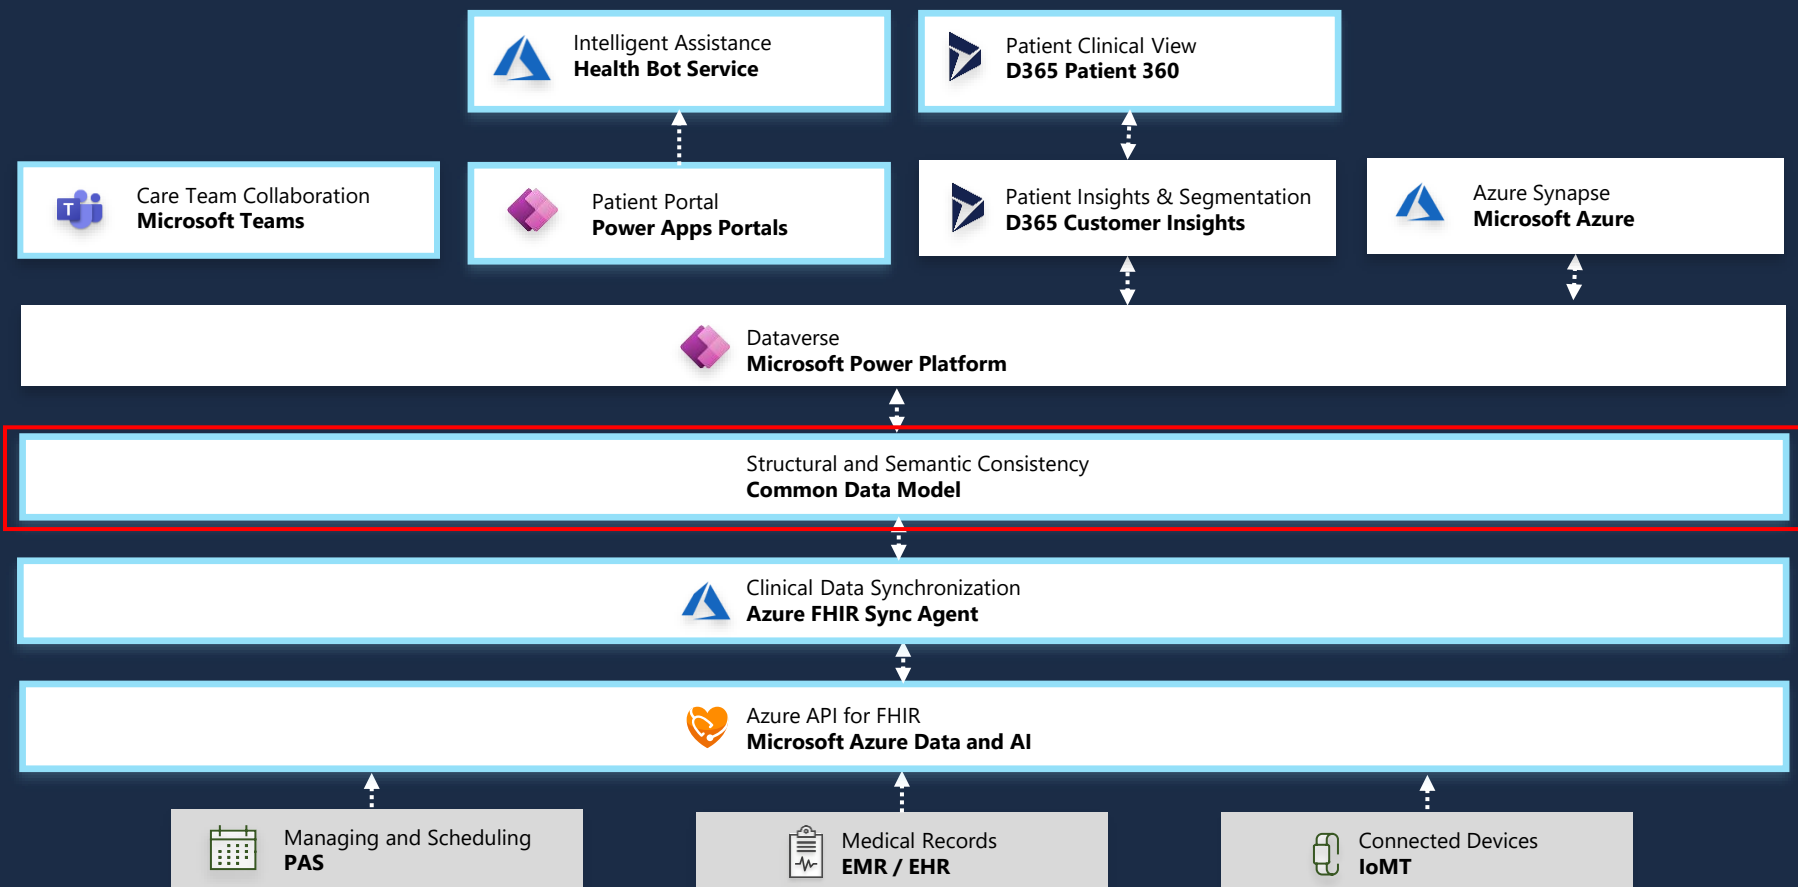 Intelligent Assistance
Health Bot Service
Patient Clinical View
D365 Patient 360
T
Care Team Collaboration
Microsoft Teams
Patient Portal
Power Apps Portals
Patient Insights & Segmentation
D365 Customer Insights
Azure Synapse
Microsoft Azure
Dataverse
Microsoft Power Platform
Structural and Semantic Consistency
Common Data Model
Clinical Data Synchronization
Azure FHIR Sync Agent
Azure API for FHIR
Microsoft Azure Data and AI
Managing and Scheduling
PAS
Medical Records
EMR / EHR
Connected Devices
IoMT